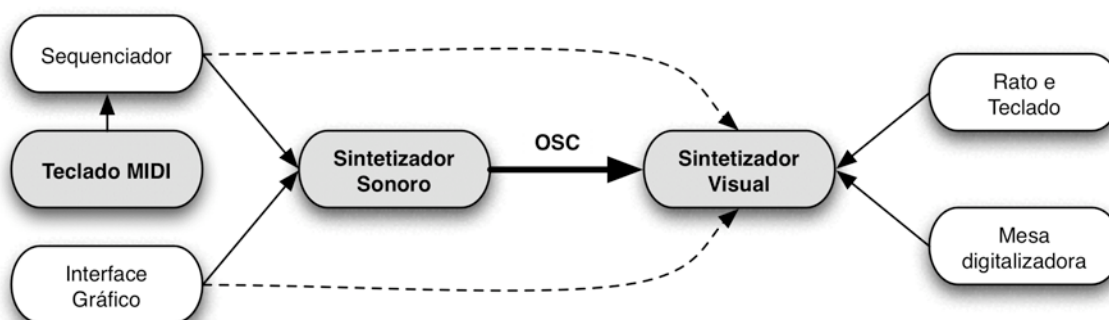 Sequenciador
Teclado MIDI
Interface
Gráfico
Sintetizador
Sonoro
OSC
Sintetizador
Visual
Rato e
Teclado
Mesa
digitalizadora